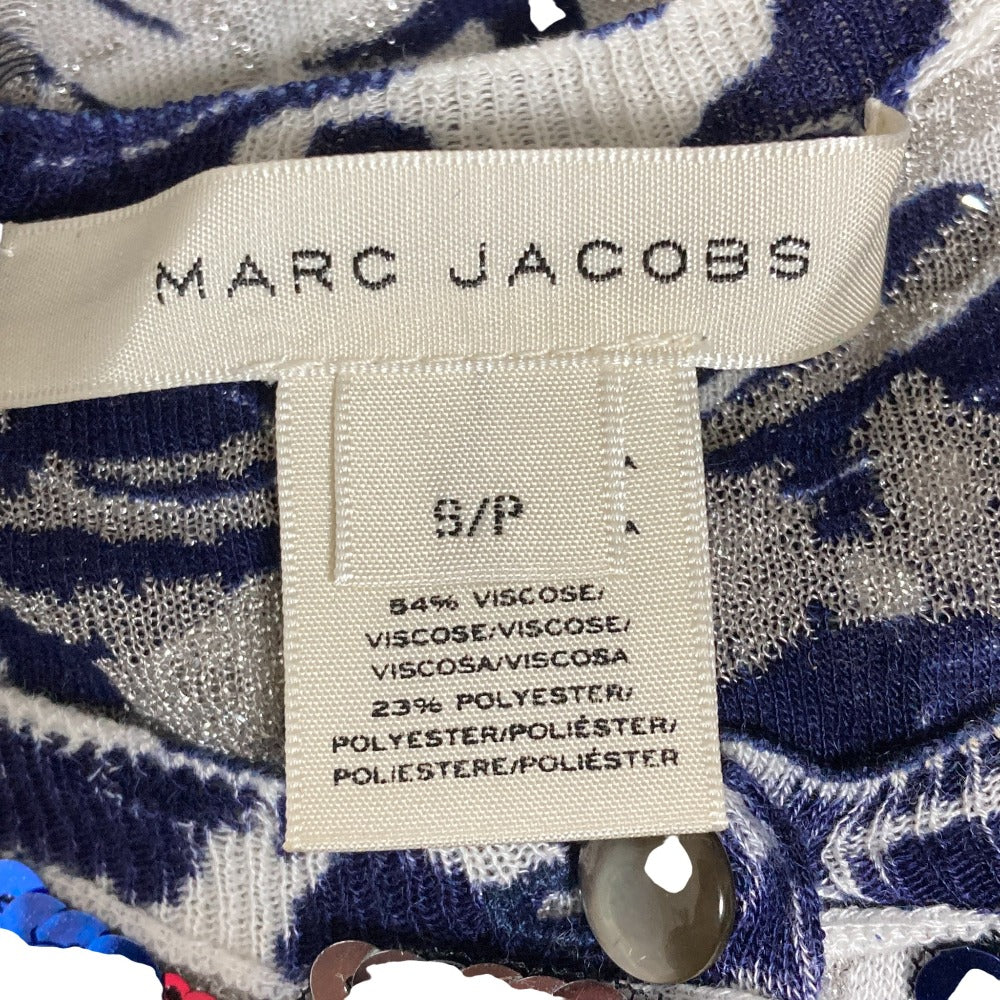 MARC JACOBS
S/P
54% VISCOSE/
VISCOSE/VISCOSE/
VISCOSA/VISCOSA
23% POLYESTER/
POLYESTER/POLIÉSTER/
POLIESTERE/POLIÉSTER